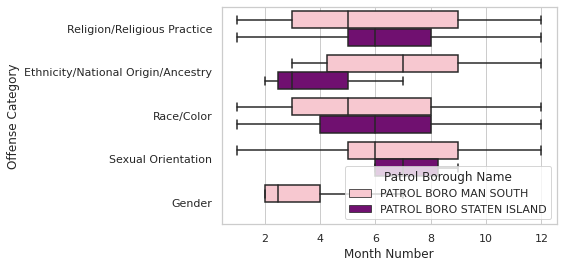 Religion/Religious Practice
Ethnicity/National Origin/Ancestry
Race/Color
Sexual Orientation
Gender
Offense Category
Patrol Borough Name
PATROL BORO MAN SOUTH
PATROL BORO STATEN ISLAND
2 4 6 8 10 12
Month Number